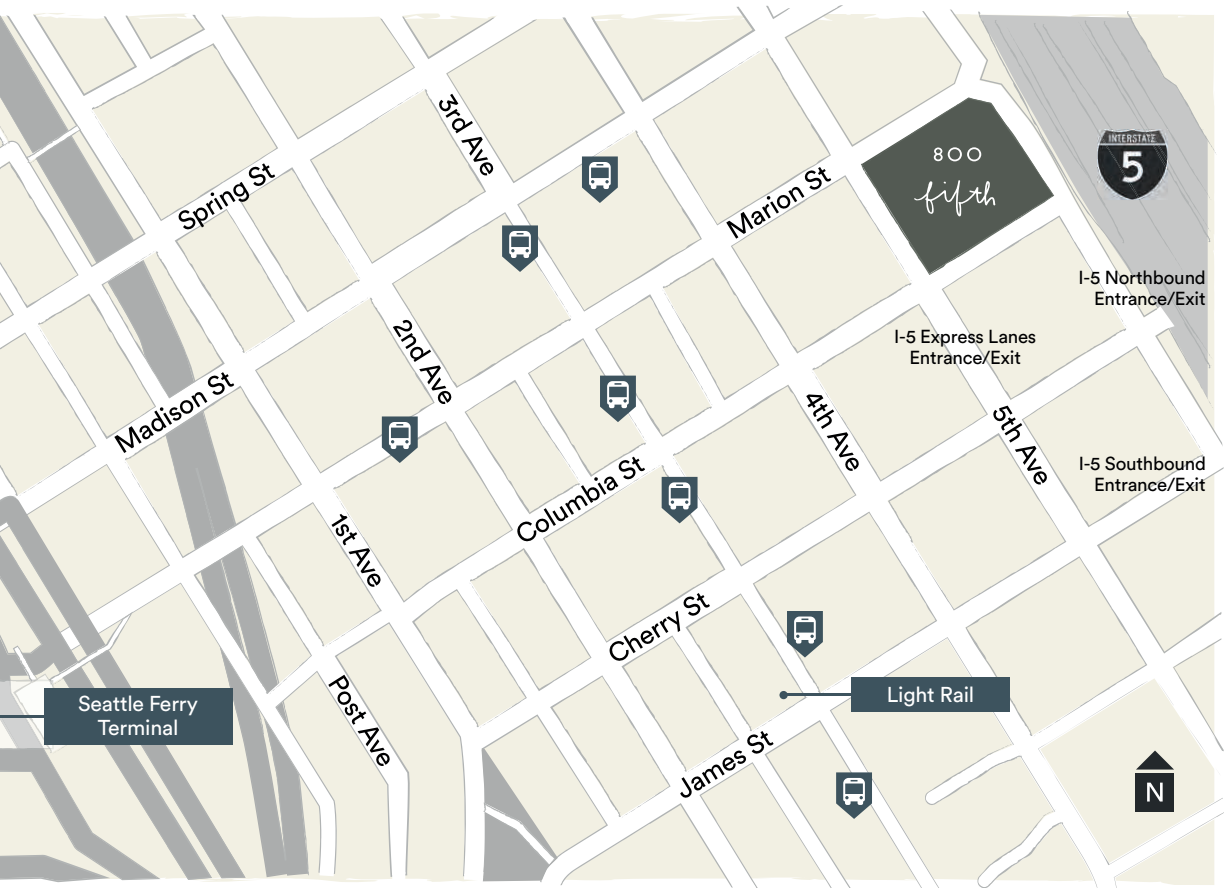 3rd Ave
800
fifth
INTERSTATE
5
Spring St
Marion St
I-5 Northbound
Entrance/Exit
2nd Ave
I-5 Express Lanes
Entrance/Exit
Madison St
4th Ave
5th Ave
I-5 Southbound
Entrance/Exit
Columbia St
1st Ave
Cherry St
Seattle Ferry
Terminal
Post Ave
Light Rail
James St
N